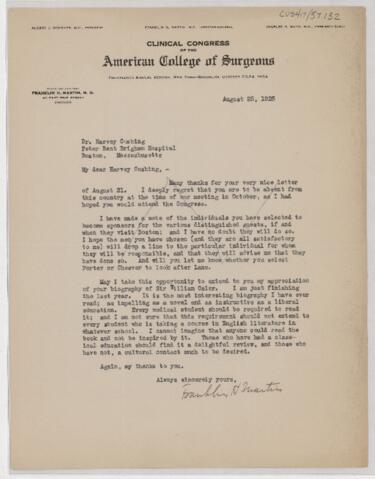 CUSM/1/37.132
CLINICAL CONGRESS
OF THE
American College of Surgeons
FRANKLIN H. MARTIN, M. D.
CHICAGO
August 25, 1925
Dr. Harvey Cushing
Peter Bent Brigham Hospital
Boston, Massachusetts
My dear Harvey Cushing, -
Many thanks for your very nice letter
of August 21. I deeply regret that you are to be absent from
this country at the time of our meeting in October, as I had
hoped you would attend the Congress.
I have made a note of the individuals you have selected to
become sponsors for the various distinguished guests, if and
when they visit Boston; and I have no doubt they will do so.
I hope the men you have chosen (and they are all satisfactory
to me) will drop a line to the particular individual for whom
they will be responsible, and that they will advise me that they
have done so. And will you let me know whether you select
Porter or Cheever to look after Lane.
May I take this opportunity to extend to you my appreciation
of your biography of Sir William Osler. I am just finishing
the last year. It is the most interesting biography I have ever
read; as impelling as a novel and as instructive as a liberal
education. Every medical student should be required to read
it; and I am not sure that this requirement should not extend to
every student who is taking a course in English literature in
whatever school. I cannot imagine that anyone could read the
book and not be inspired by it. Those who have had a clas-
sical education should find it a delightful review, and those who
have not, a cultural contact much to be desired.
Again, my thanks to you.
Always sincerely yours,
Franklin H Martin